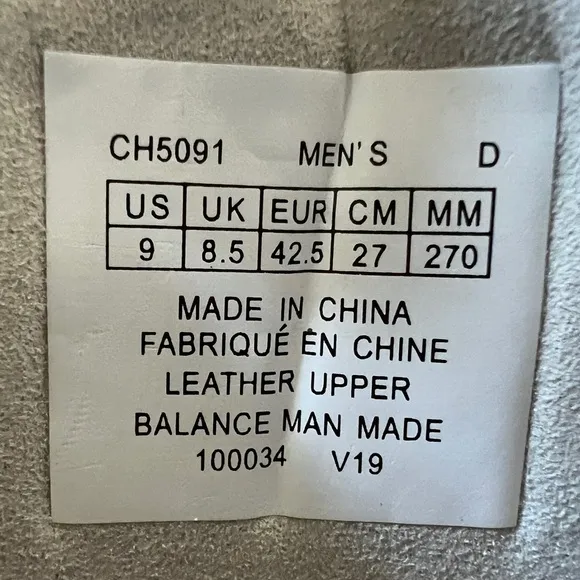 CH5091 MEN'S D
US UK EUR CM MM
9 8.5 42.5 27 270
MADE IN CHINA
FABRIQUÉ EN CHINE
LEATHER UPPER
BALANCE MAN MADE
100034 V19